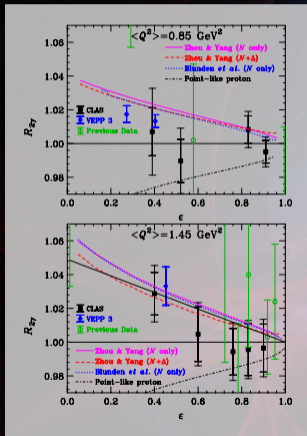 <Q²>=0.85 GeV²
Zhou & Yang (N only)
Zhou & Yang (N+Δ)
Blunden et al. (N only)
Point-like proton
CLAS
VEPP 3
Previous Data
1.06
1.04
1.02
1.00
0.98
R₂γ
0.0 0.2 0.4 0.6 0.8 1.0
ε
<Q²>=1.45 GeV²
CLAS
VEPP 3
Previous Data
Zhou & Yang (N only)
Zhou & Yang (N+Δ)
Blunden et al. (N only)
Point-like proton
1.06
1.04
1.02
1.00
0.98
R₂γ
0.0 0.2 0.4 0.6 0.8 1.0
ε